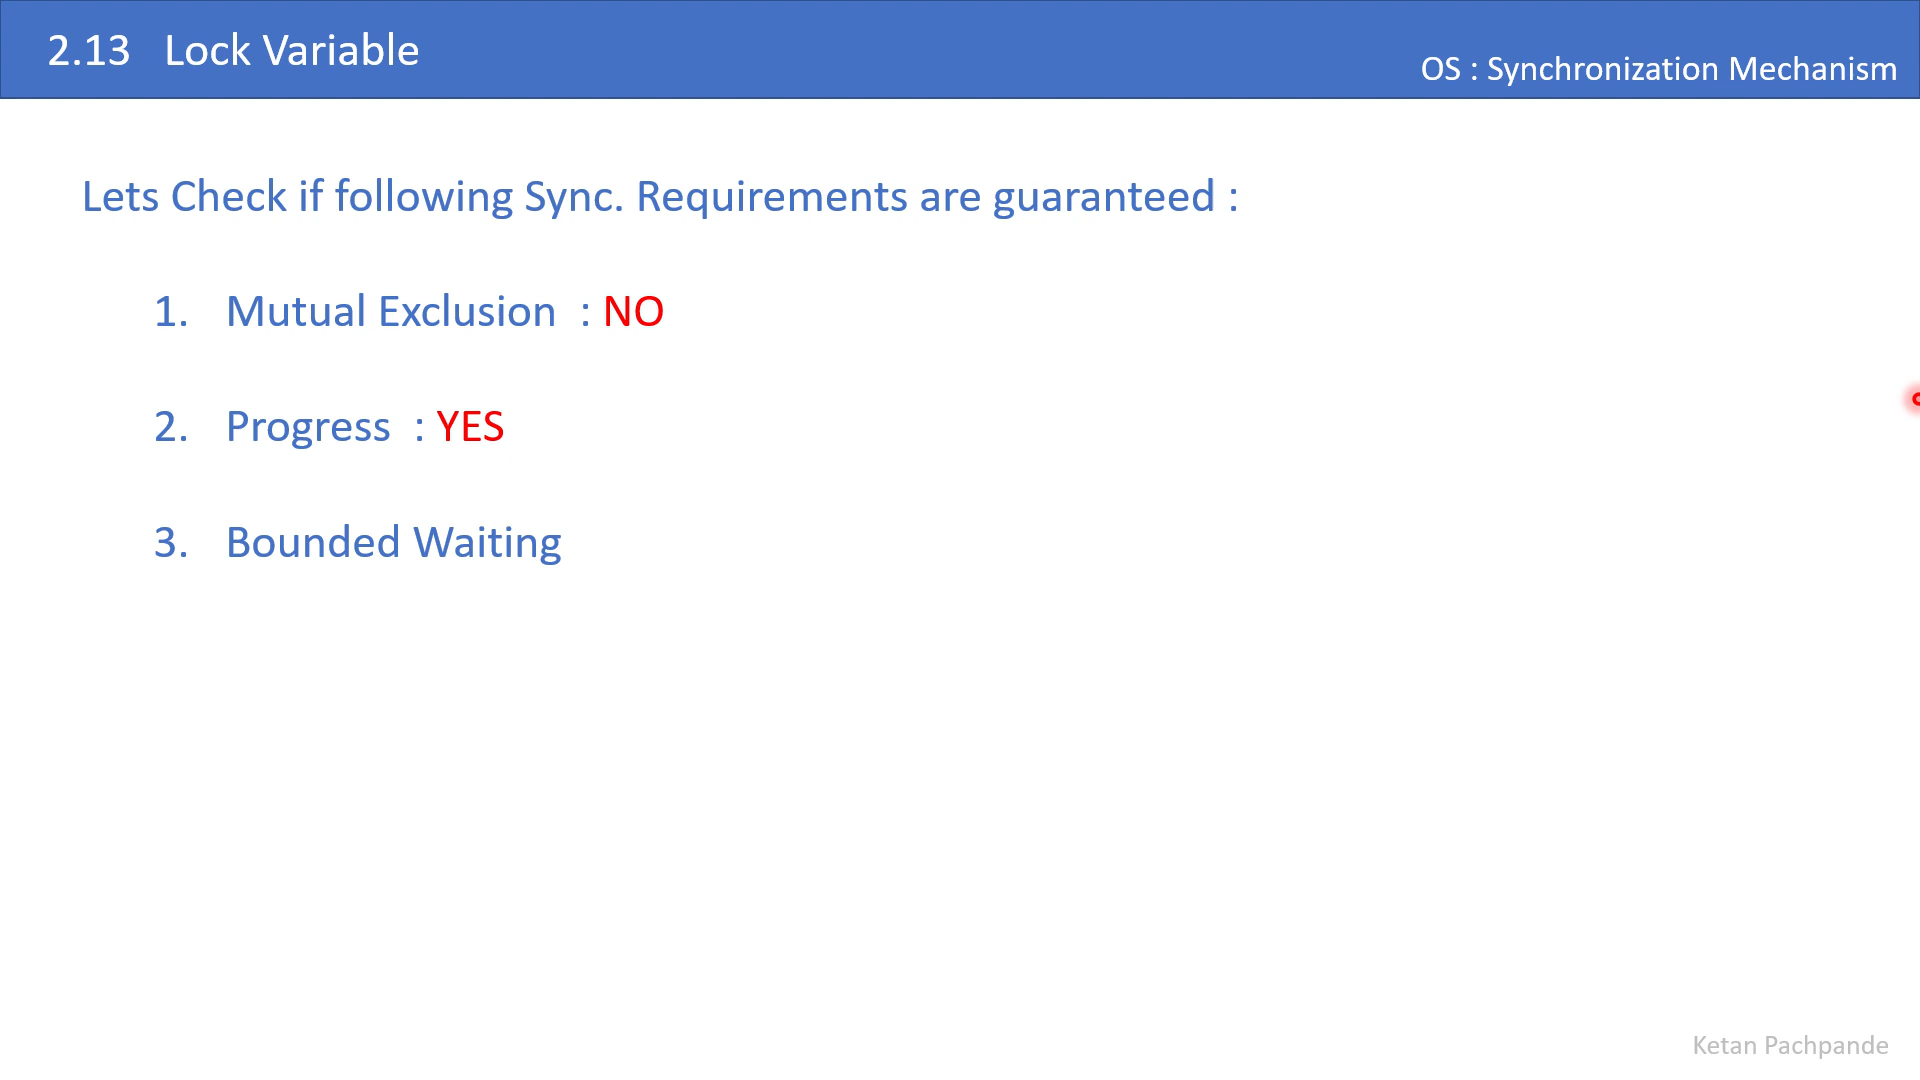 2.13 Lock Variable
OS : Synchronization Mechanism
Lets Check if following Sync. Requirements are guaranteed :
1. Mutual Exclusion : NO
2. Progress : YES
3. Bounded Waiting
Ketan Pachpande